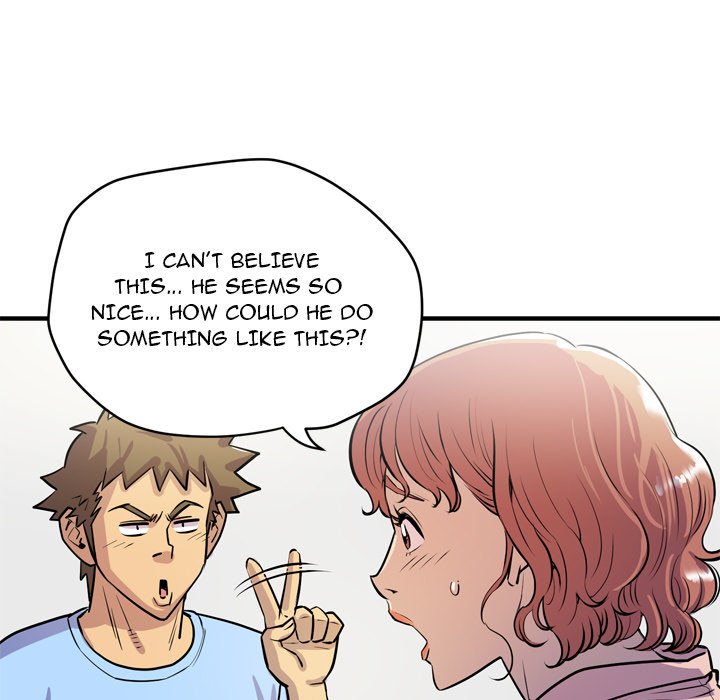 I CAN'T BELIEVE
THIS... HE SEEMS SO
NICE... HOW COULD HE DO
SOMETHING LIKE THIS?!